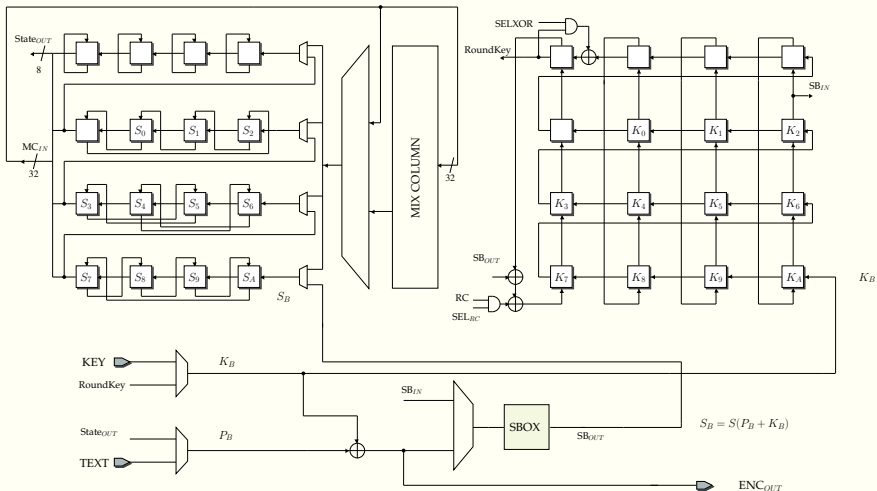 SELXOR
State_OUT
8
RoundKey
SB_IN
S_0 S_1 S_2
K_0 K_1 K_2
MC_IN
32
MIX COLUMN
32
S_3 S_4 S_5 S_6
K_3 K_4 K_5 K_6
SB_OUT
S_7 S_8 S_9 S_A
K_7 K_8 K_9 K_A
K_B
S_B
RC
SEL_RC
KEY
K_B
RoundKey
SB_IN
State_OUT
P_B
SBOX
SB_OUT
S_B = S(P_B + K_B)
TEXT
ENC_OUT